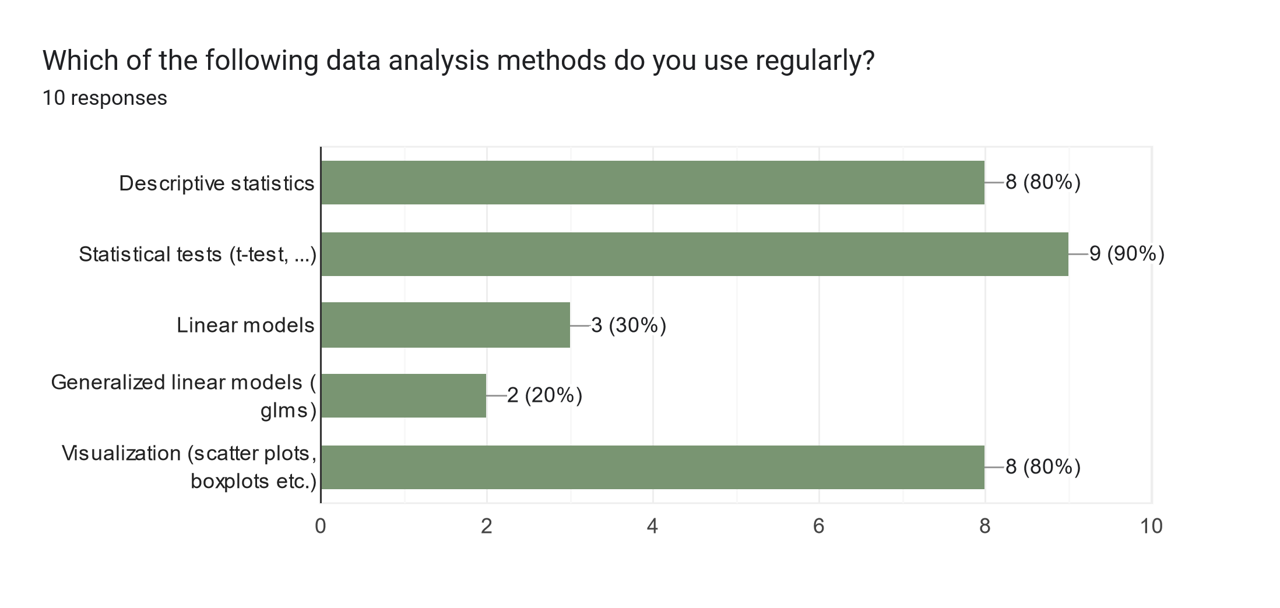 Which of the following data analysis methods do you use regularly?
10 responses
Descriptive statistics
8 (80%)
Statistical tests (t-test, ...)
9 (90%)
Linear models
3 (30%)
Generalized linear models (
glms)
2 (20%)
Visualization (scatter plots,
boxplots etc.)
8 (80%)
0 2 4 6 8 10